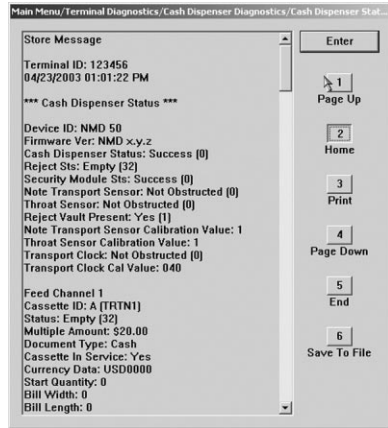 Main Menu/Terminal Diagnostics/Cash Dispenser Diagnostics/Cash Dispenser Stat...
Store Message
Terminal ID: 123456
04/23/2003 01:01:22 PM
*** Cash Dispenser Status ***
Device ID: NMD 50
Firmware Ver: NMD x.y.z
Cash Dispenser Status: Success (0)
Reject Sts: Empty (32)
Security Module Sts: Success (0)
Note Transport Sensor: Not Obstructed (0)
Throat Sensor: Not Obstructed (0)
Reject Vault Present: Yes (1)
Note Transport Sensor Calibration Value: 1
Throat Sensor Calibration Value: 1
Transport Clock: Not Obstructed (0)
Transport Clock Cal Value: 040
Feed Channel 1
Cassette ID: A (TRTN1)
Status: Empty (32)
Multiple Amount: $20.00
Document Type: Cash
Cassette In Service: Yes
Currency Data: USD0000
Start Quantity: 0
Bill Width: 0
Bill Length: 0
Enter
1
Page Up
2
Home
3
Print
4
Page Down
5
End
6
Save To File